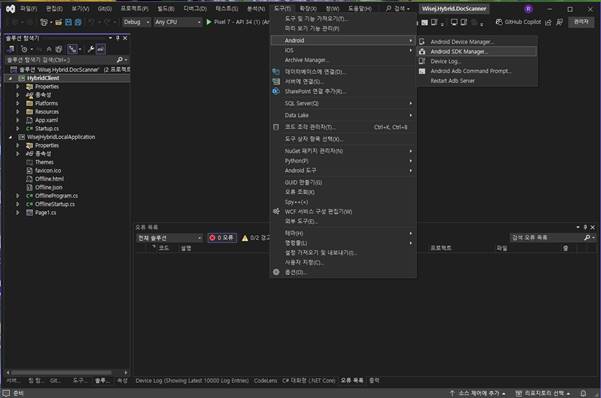 파일(F) 편집(E) 보기(V) Git(G) 프로젝트(P) 빌드(B) 디버그(D) 테스트(S) 분석(N) 도구(T) 확장(X) 창(W) 도움말(H) 검색 Wisej.Hybrid.DocScanner
Debug Any CPU Pixel 7 - API 34 (1) GitHub Copilot 관리자
솔루션 탐색기
솔루션 탐색기 검색(Ctrl+;)
솔루션 'Wisej.Hybrid.DocScanner' (2 프로젝트)
HybridClient
Properties
종속성
Platforms
Resources
App.xaml
Startup.cs
WisejHybridLocalApplication
Properties
종속성
Themes
favicon.ico
Offline.html
Offline.json
OfflineProgram.cs
OfflineStartup.cs
Page1.cs
도구 및 기능 가져오기(T)...
미리 보기 기능 관리(P)
Android
iOS
Archive Manager...
데이터베이스에 연결(D)...
서버에 연결(S)...
SharePoint 연결 추가(R)...
SQL Server(Q)
Data Lake
코드 조각 관리자(T)... Ctrl+K, Ctrl+B
도구 상자 항목 선택(X)...
NuGet 패키지 관리자(N)
Python(P)
Android 도구
GUID 만들기(G)
오류 조회(K)
Spy++(+)
WCF 서비스 구성 편집기(W)
외부 도구(E)...
테마(H)
명령줄(L)
설정 가져오기 및 내보내기(I)...
사용자 지정(C)...
옵션(O)...
Android Device Manager...
Android SDK Manager...
Device Log...
Android Adb Command Prompt...
Restart Adb Server
오류 목록
전체 솔루션 0 오류 0/2 경고 검색 오류 목록
코드 설명 프로젝트 파일 줄
서버... 팀 탐... Git... 도구... 솔루... 속성 Device Log (Showing Latest 10000 Log Entries) CodeLens C# 대화형 (.NET Core) 오류 목록 출력
준비 소스 제어에 추가 리포지토리 선택